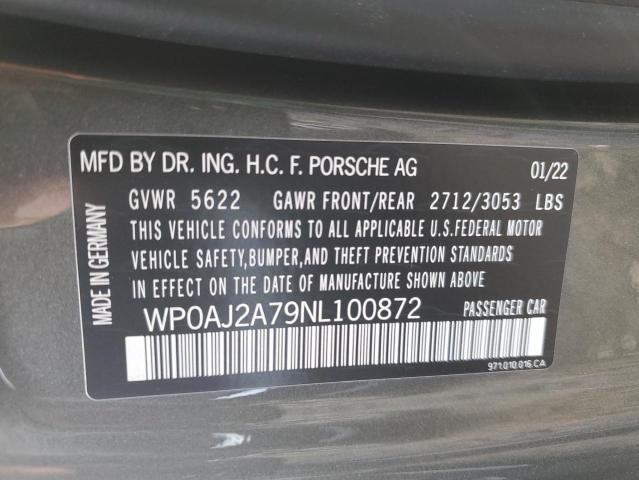 MFD BY DR. ING. H.C. F. PORSCHE AG 01/22
GVWR 5622 GAWR FRONT/REAR 2712/3053 LBS
THIS VEHICLE CONFORMS TO ALL APPLICABLE U.S.FEDERAL MOTOR
VEHICLE SAFETY,BUMPER,AND THEFT PREVENTION STANDARDS
IN EFFECT ON THE DATE OF MANUFACTURE SHOWN ABOVE.
WP0AJ2A79NL100872 PASSENGER CAR
971.010.016.CA
MADE IN GERMANY